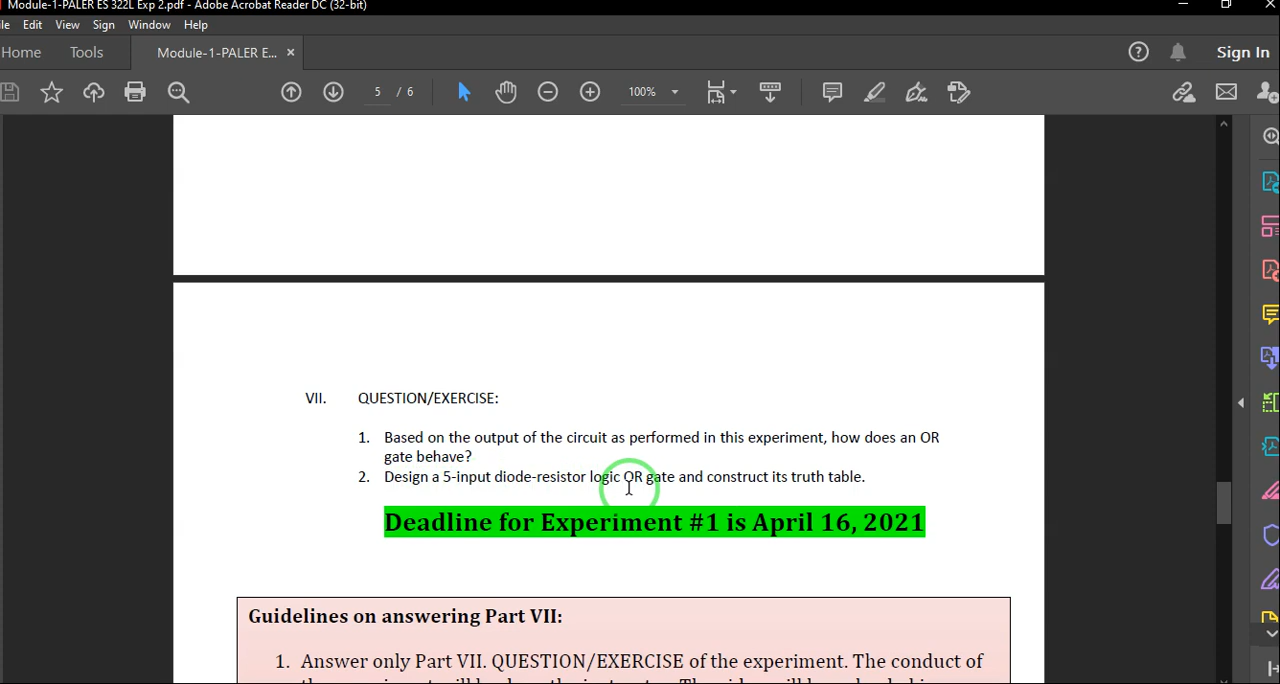 Module-1-PALER ES 322L Exp 2.pdf - Adobe Acrobat Reader DC (32-bit)
Edit View Sign Window Help
Home Tools Module-1-PALER E... Sign In
5 / 6 100%
VII. QUESTION/EXERCISE:
1. Based on the output of the circuit as performed in this experiment, how does an OR
gate behave?
2. Design a 5-input diode-resistor logic OR gate and construct its truth table.
Deadline for Experiment #1 is April 16, 2021
Guidelines on answering Part VII:
1. Answer only Part VII. QUESTION/EXERCISE of the experiment. The conduct of